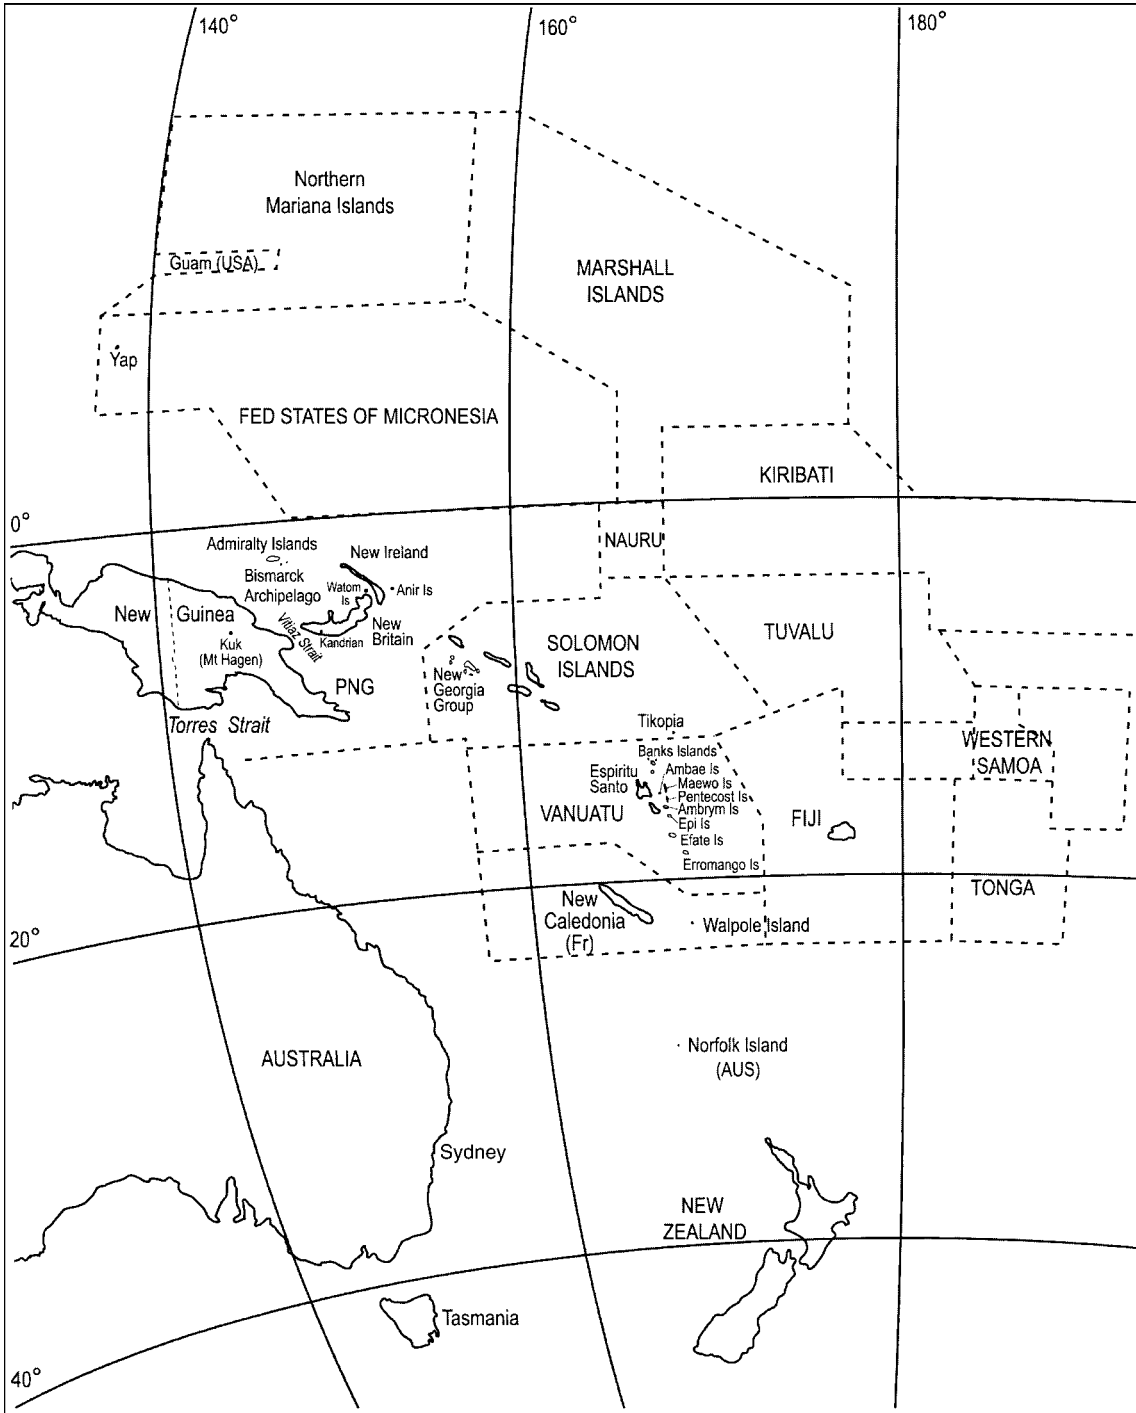 140°
160°
180°
Northern
Mariana Islands
Guam (USA)
MARSHALL
ISLANDS
Yap
FED STATES OF MICRONESIA
KIRIBATI
0°
NAURU
Admiralty Islands
New Ireland
Bismarck
Archipelago
Watom
Is
Anir Is
New
Guinea
Vitiaz Strait
New
Britain
Kandrian
Kuk
(Mt Hagen)
PNG
SOLOMON
ISLANDS
TUVALU
New
Georgia
Group
Torres Strait
Tikopia
Banks Islands
WESTERN
SAMOA
Espiritu
Santo
Ambae Is
Maewo Is
Pentecost Is
Ambrym Is
Epi Is
Efate Is
Erromango Is
VANUATU
FIJI
TONGA
New
Caledonia
(Fr)
Walpole Island
20°
AUSTRALIA
Norfolk Island
(AUS)
Sydney
NEW
ZEALAND
Tasmania
40°